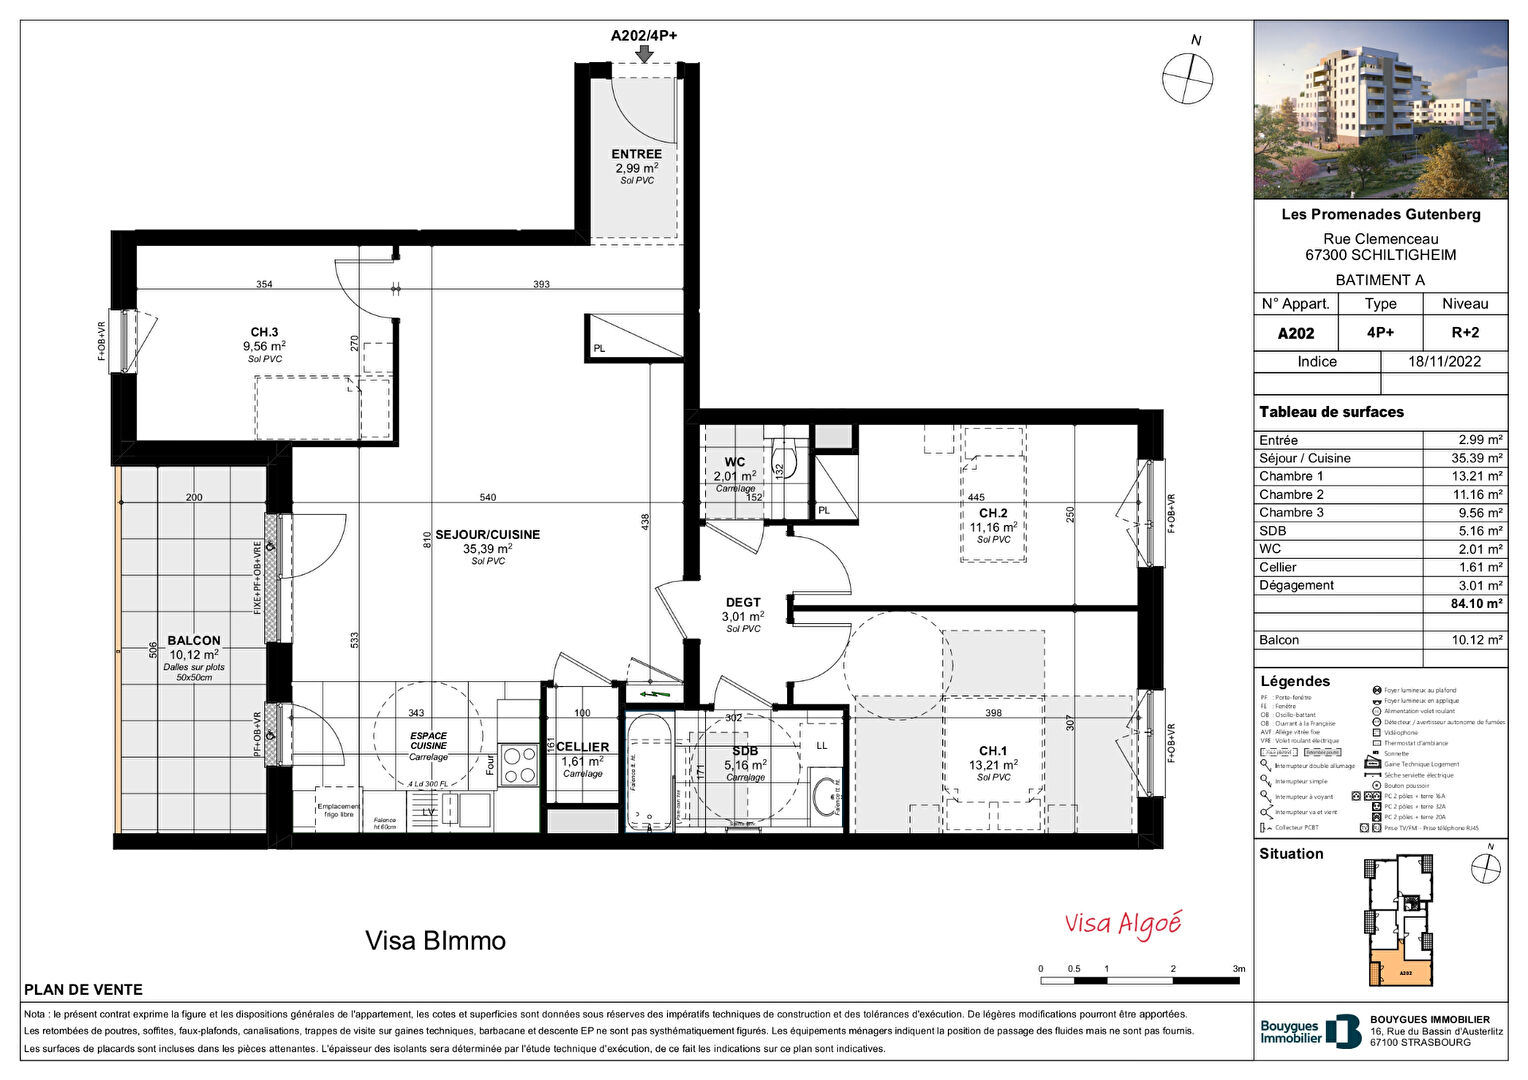 A202/4P+
N
ENTREE
2,99 m²
Sol PVC
354
393
CH.3
9,56 m²
Sol PVC
270
F+OB+VR
PL
WC
2,01 m²
Carrelage
132
152
PL
445
CH.2
11,16 m²
Sol PVC
250
F+OB+VR
200
540
438
810
SEJOUR/CUISINE
35,39 m²
Sol PVC
FIXE+PF+OB+VRE
BALCON
10,12 m²
Dalles sur plots
50x50cm
506
533
DEGT
3,01 m²
Sol PVC
343
ESPACE
CUISINE
Carrelage
PF+OB+VR
4 Ld 300 FL
Four
Emplacement
frigo libre
Faïence
ht 60cm
LV
100
161
CELLIER
1,61 m²
Carrelage
302
SDB
5,16 m²
Carrelage
171
LL
Faïence tt. ht.
Faïence tt. ht.
398
307
CH.1
13,21 m²
Sol PVC
F+OB+VR
Visa BImmo
Visa Algoé
0 0.5 1 2 3m
PLAN DE VENTE
Nota : le présent contrat exprime la figure et les dispositions générales de l'appartement, les cotes et superficies sont données sous réserves des impératifs techniques de construction et des tolérances d'exécution. De légères modifications pourront être apportées.
Les retombées de poutres, soffites, faux-plafonds, canalisations, trappes de visite sur gaines techniques, barbacane et descente EP ne sont pas systhématiquement figurés. Les équipements ménagers indiquent la position de passage des fluides mais ne sont pas fournis.
Les surfaces de placards sont incluses dans les pièces attenantes. L'épaisseur des isolants sera déterminée par l'étude technique d'exécution, de ce fait les indications sur ce plan sont indicatives.
Les Promenades Gutenberg
Rue Clemenceau
67300 SCHILTIGHEIM
BATIMENT A
N° Appart. Type Niveau
A202 4P+ R+2
Indice 18/11/2022
Tableau de surfaces
Entrée 2.99 m²
Séjour / Cuisine 35.39 m²
Chambre 1 13.21 m²
Chambre 2 11.16 m²
Chambre 3 9.56 m²
SDB 5.16 m²
WC 2.01 m²
Cellier 1.61 m²
Dégagement 3.01 m²
84.10 m²
Balcon 10.12 m²
Légendes
PF : Porte-fenêtre
FE : Fenêtre
OB : Oscillo-battant
OB : Ouvrant à la Française
AVF : Allège vitrée fixe
VRE : Volet roulant électrique
Interrupteur double allumage
Interrupteur simple
Interrupteur à voyant
Interrupteur va et vient
Collecteur PCBT
Foyer lumineux au plafond
Foyer lumineux en applique
Alimentation volet roulant
Détecteur / avertisseur autonome de fumées
Vidéophone
Thermostat d'ambiance
Sonnette
Gaine Technique Logement
Sèche serviette électrique
Bouton poussoir
PC 2 pôles + terre 16A
PC 2 pôles + terre 32A
PC 2 pôles + terre 20A
Prise TV/FM - Prise téléphone RJ45
Situation
N
A202
Bouygues
Immobilier
BOUYGUES IMMOBILIER
16, Rue du Bassin d'Austerlitz
67100 STRASBOURG